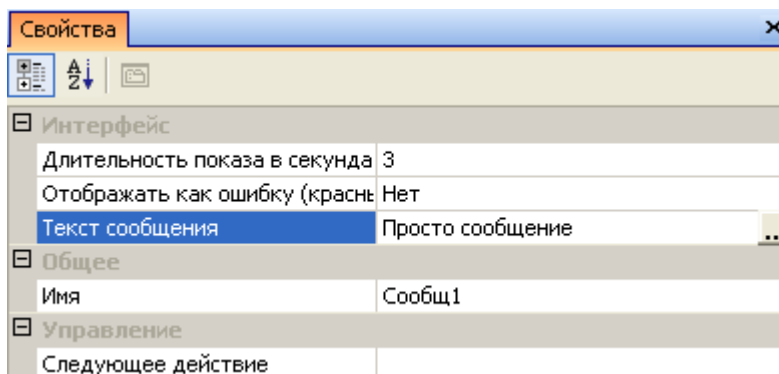 Свойства
Интерфейс
Длительность показа в секунда 3
Отображать как ошибку (красны Нет
Текст сообщения Просто сообщение ...
Общее
Имя Сообщ1
Управление
Следующее действие